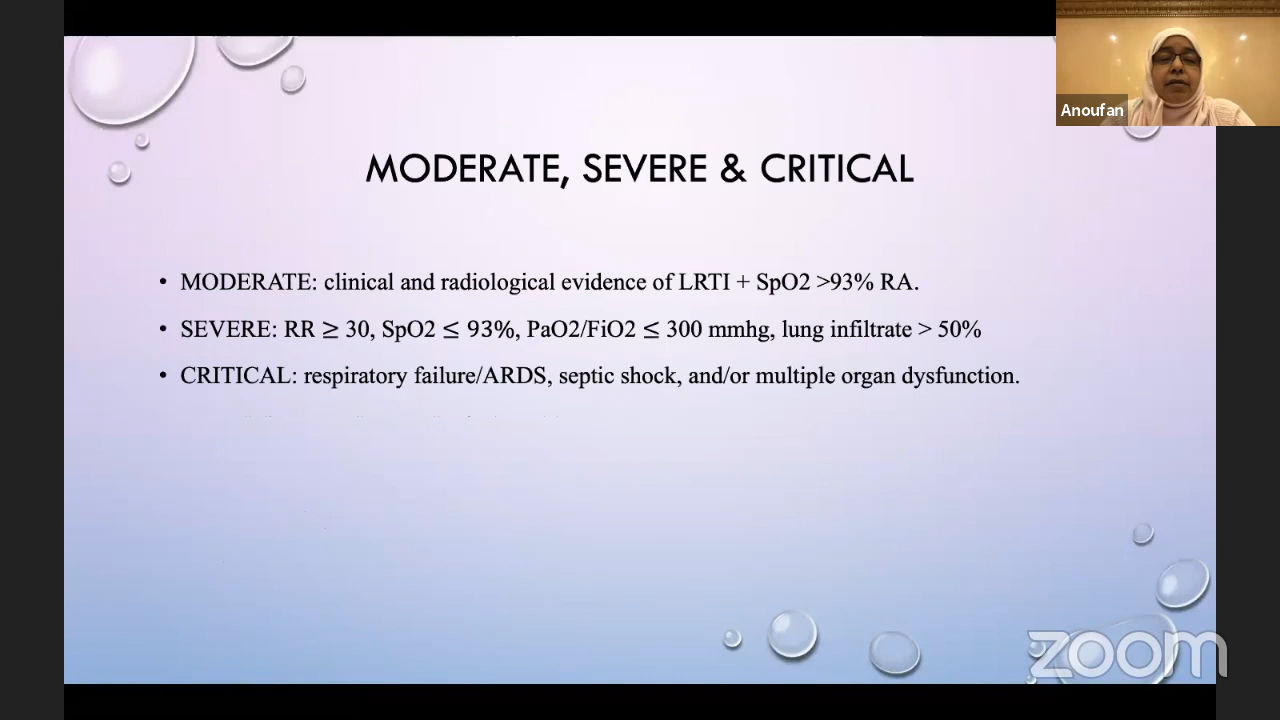 Anoufan
MODERATE, SEVERE & CRITICAL
• MODERATE: clinical and radiological evidence of LRTI + SpO2 >93% RA.
• SEVERE: RR ≥ 30, SpO2 ≤ 93%, PaO2/FiO2 ≤ 300 mmhg, lung infiltrate > 50%
• CRITICAL: respiratory failure/ARDS, septic shock, and/or multiple organ dysfunction.
zoom